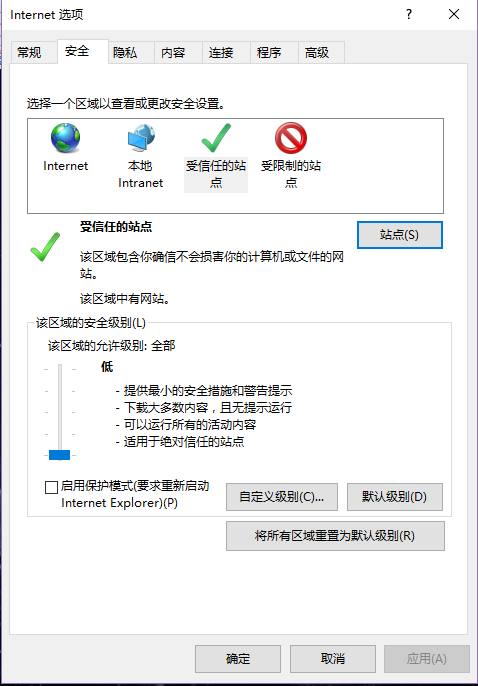 Internet 选项
?
常规 安全 隐私 内容 连接 程序 高级
选择一个区域以查看或更改安全设置。
Internet 本地 受信任的站 受限制的站
Intranet 点 点
受信任的站点
站点(S)
该区域包含你确信不会损害你的计算机或文件的网
站。
该区域中有网站。
该区域的安全级别(L)
该区域的允许级别: 全部
低
- 提供最小的安全措施和警告提示
- 下载大多数内容，且无提示运行
- 可以运行所有的活动内容
- 适用于绝对信任的站点
启用保护模式(要求重新启动
Internet Explorer)(P)
自定义级别(C)... 默认级别(D)
将所有区域重置为默认级别(R)
确定 取消 应用(A)